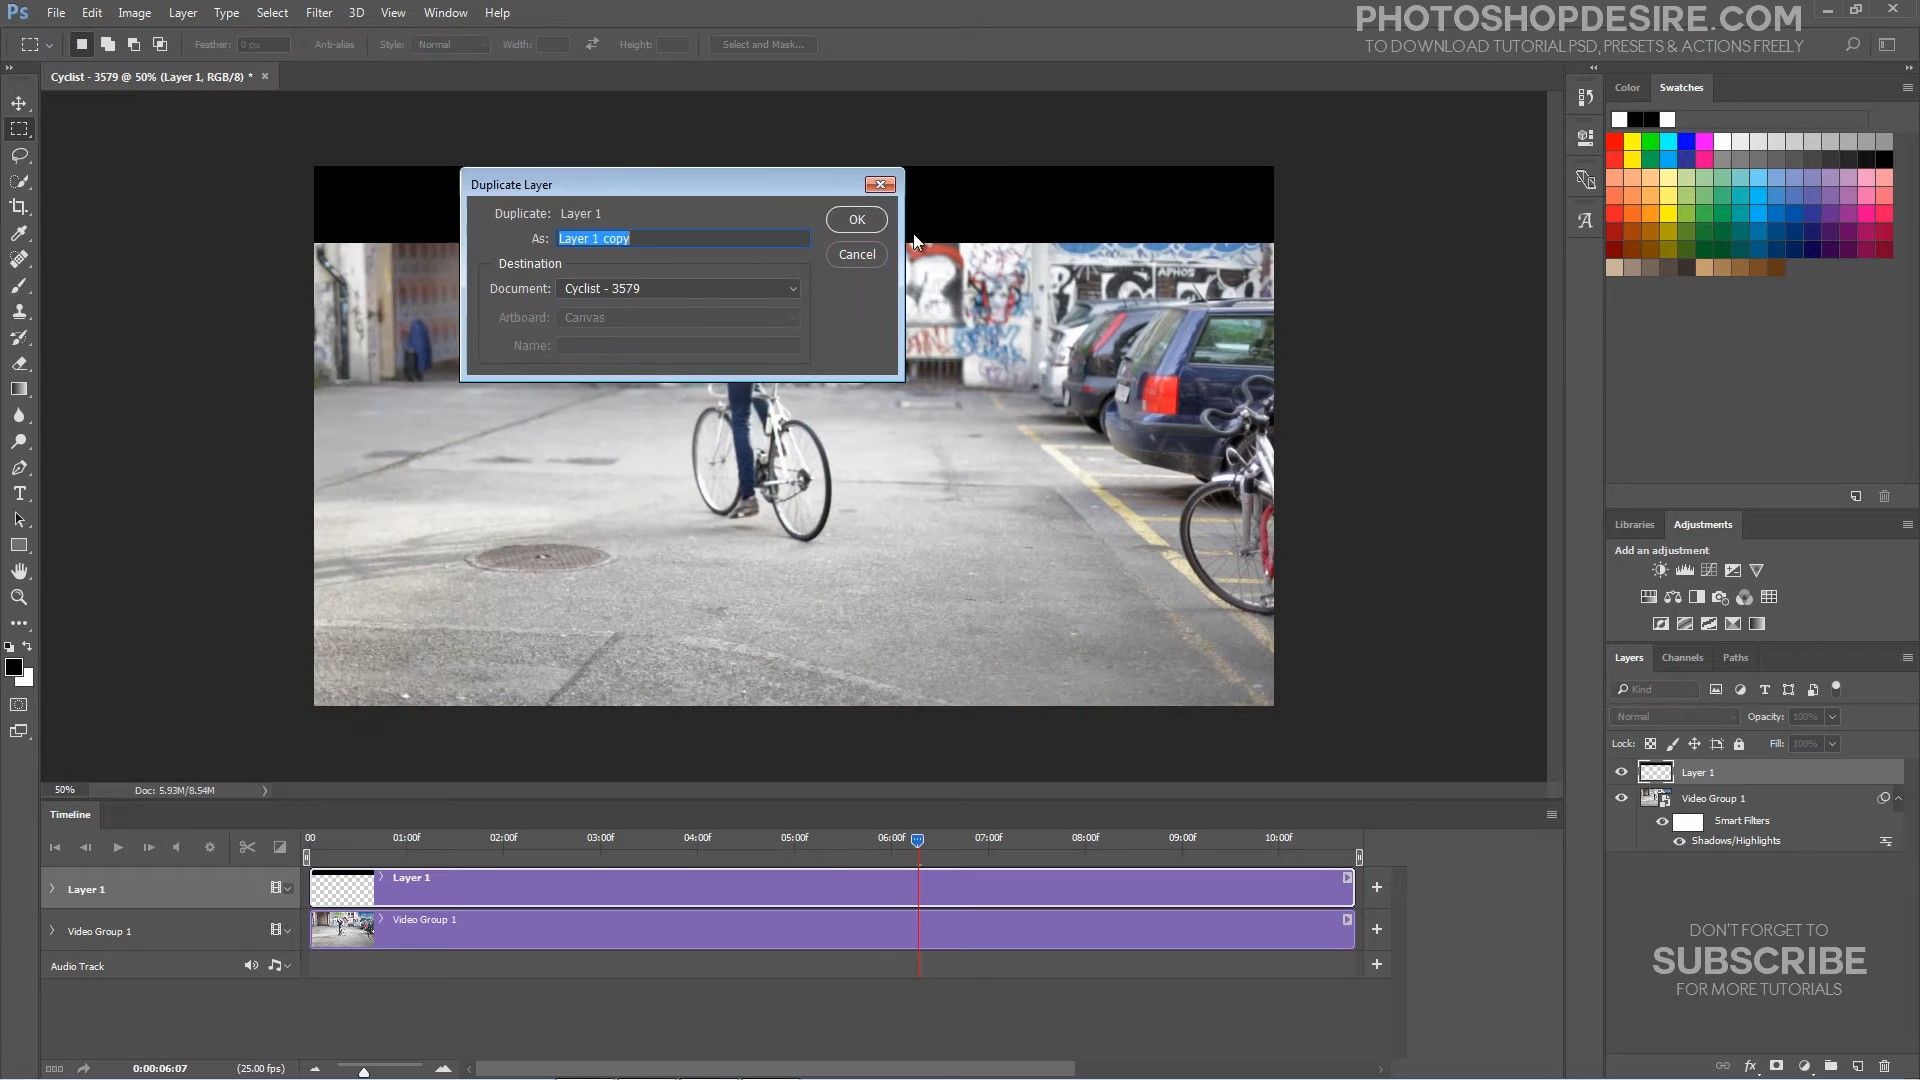 Ps File Edit Image Layer Type Select Filter 3D View Window Help
PHOTOSHOPDESIRE.COM
TO DOWNLOAD TUTORIAL PSD, PRESETS & ACTIONS FREELY
Feather: 0 px Anti-alias Style: Normal Width: Height: Select and Mask...
Cyclist - 3579 @ 50% (Layer 1, RGB/8) *
Color Swatches
Duplicate Layer
Duplicate: Layer 1
OK
As: Layer 1 copy
Cancel
Destination
Document: Cyclist - 3579
Artboard: Canvas
Name:
APHOS
Libraries Adjustments
Add an adjustment
Layers Channels Paths
Kind
Normal Opacity: 100%
Lock: Fill: 100%
Layer 1
Video Group 1
Smart Filters
Shadows/Highlights
50% Doc: 5.93M/8.54M
Timeline
00 01:00f 02:00f 03:00f 04:00f 05:00f 06:00f 07:00f 08:00f 09:00f 10:00f
Layer 1 Layer 1
Video Group 1 Video Group 1
Audio Track
DON'T FORGET TO
SUBSCRIBE
FOR MORE TUTORIALS
0:00:06:07 (25.00 fps)